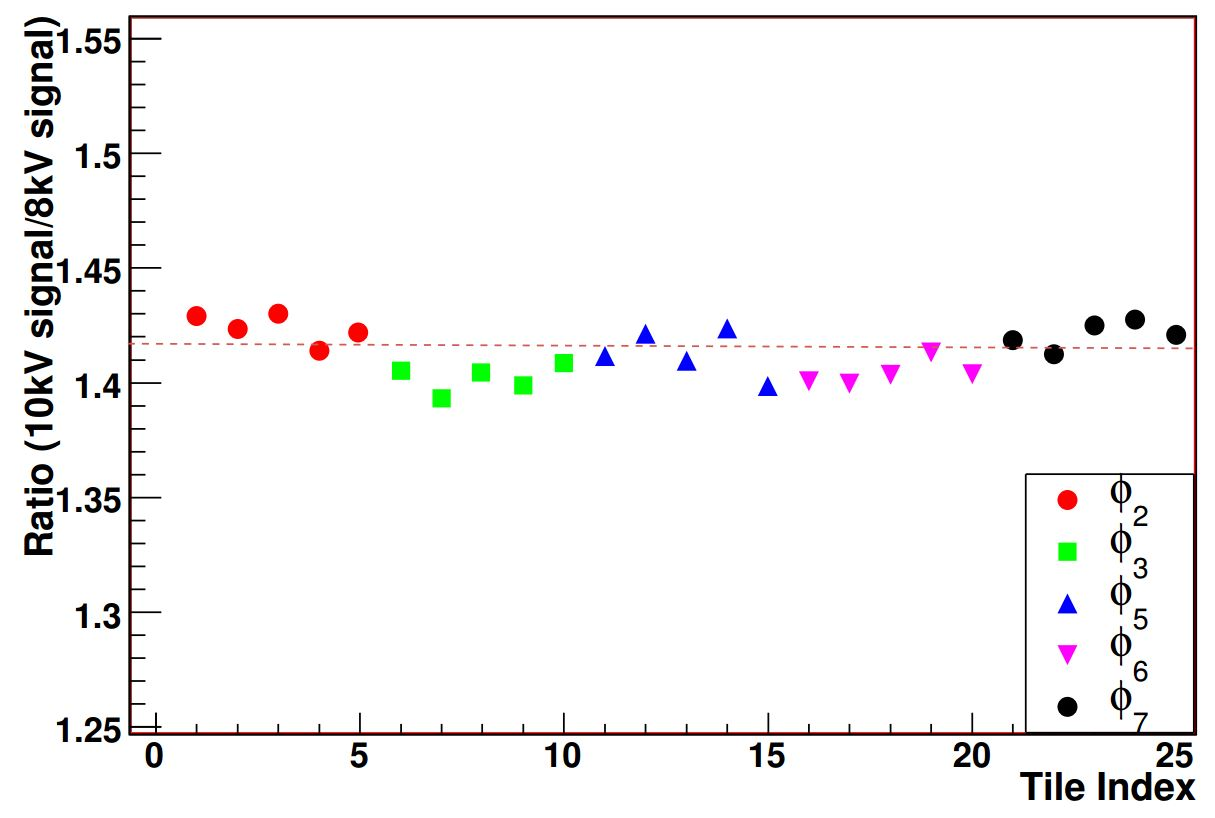 Ratio (10kV signal/8kV signal)
1.55
1.5
1.45
1.4
1.35
1.3
1.25
0 5 10 15 20 25
Tile Index
ϕ2
ϕ3
ϕ5
ϕ6
ϕ7